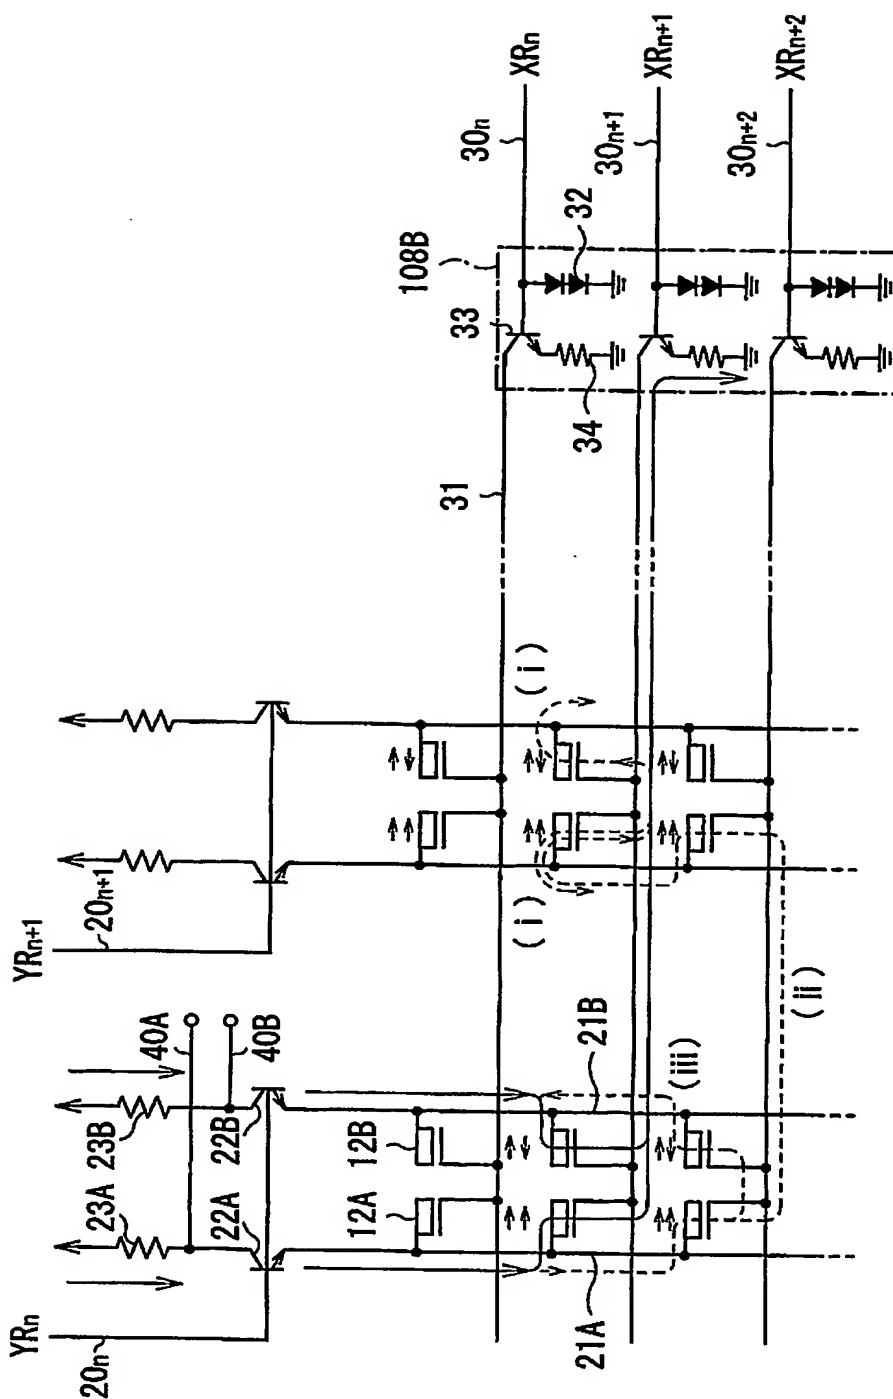 YRn
20n
YRn+1
20n+1
40A
40B
23A
23B
22A
22B
12A
12B
21A
21B
(i)
(i)
(ii)
(iii)
31
108B
33
32
34
30n
XRn
30n+1
XRn+1
30n+2
XRn+2